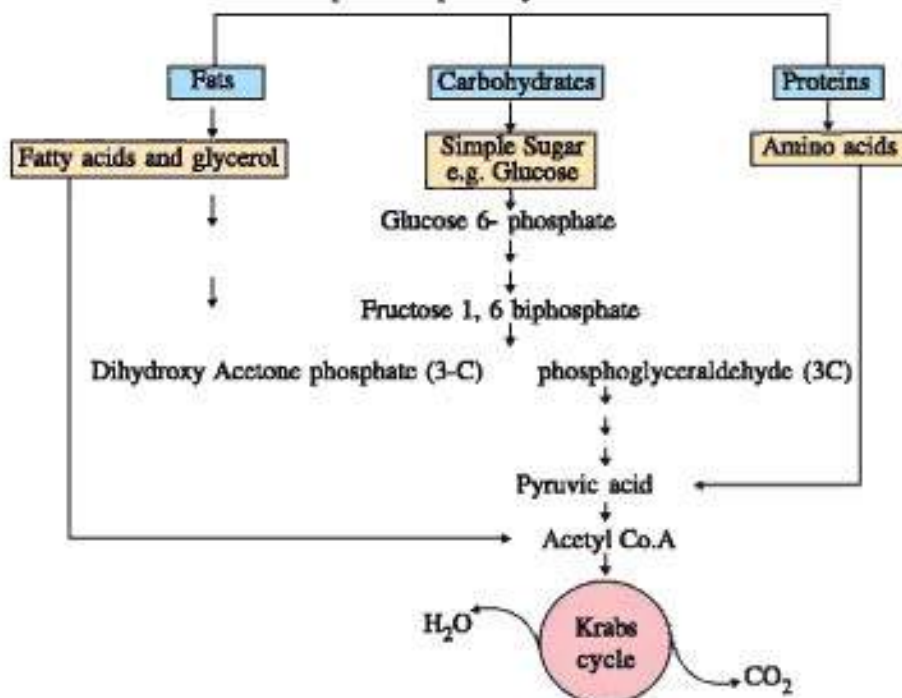 Fats
Carbohydrates
Proteins
Fatty acids and glycerol
Simple Sugar
e.g. Glucose
Amino acids
Glucose 6- phosphate
Fructose 1, 6 biphosphate
Dihydroxy Acetone phosphate (3-C)
phosphoglyceraldehyde (3C)
Pyruvic acid
Acetyl Co.A
Krabs
cycle
H₂O
CO₂